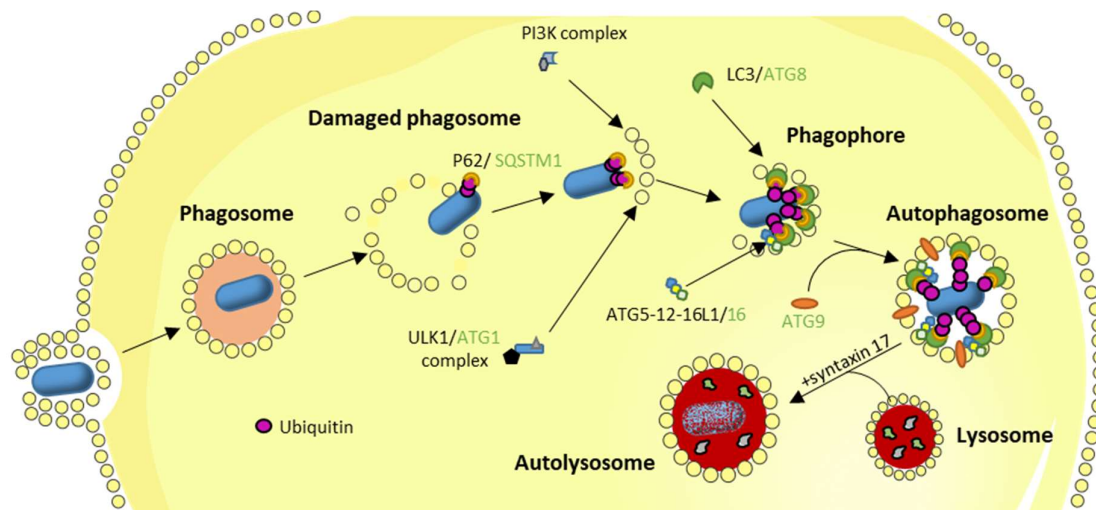 PI3K complex
LC3/ATG8
Damaged phagosome
Phagophore
P62/ SQSTM1
Phagosome
Autophagosome
ATG5-12-16L1/16
ATG9
ULK1/ATG1
complex
+syntaxin 17
Ubiquitin
Lysosome
Autolysosome